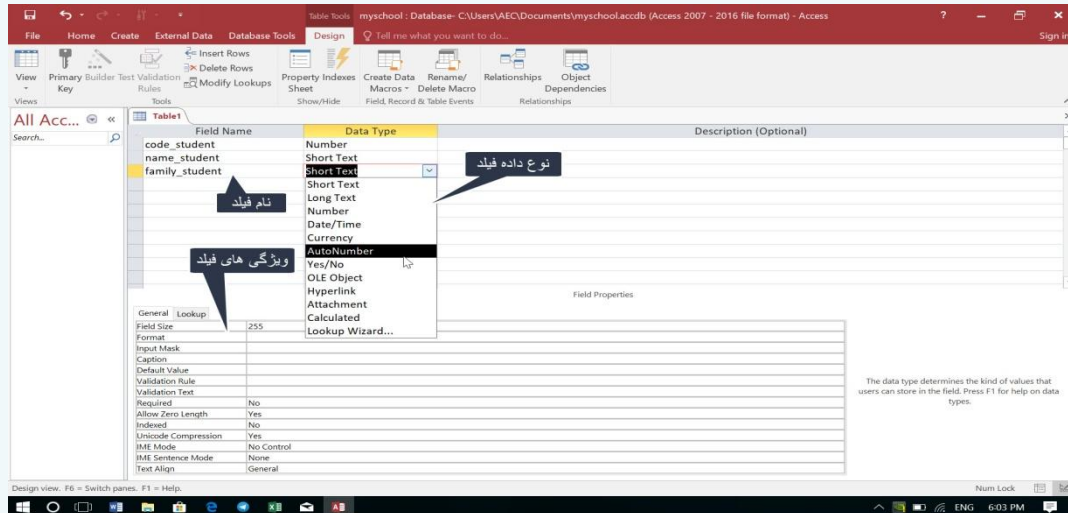 Table Tools myschool : Database- C:\Users\AEC\Documents\myschool.accdb (Access 2007 - 2016 file format) - Access
File Home Create External Data Database Tools Design Tell me what you want to do... Sign in
View
Views
Primary Key
Builder
Test Validation Rules
Insert Rows
Delete Rows
Modify Lookups
Tools
Property Sheet
Indexes
Show/Hide
Create Data Macros
Rename/ Delete Macro
Field, Record & Table Events
Relationships
Object Dependencies
Relationships
All Acc...
Search...
Table1
Field Name Data Type Description (Optional)
code_student Number
name_student Short Text
family_student Short Text
نوع داده فیلد
نام فیلد
ویژگی های فیلد
Short Text
Long Text
Number
Date/Time
Currency
AutoNumber
Yes/No
OLE Object
Hyperlink
Attachment
Calculated
Lookup Wizard...
Field Properties
General Lookup
Field Size 255
Format
Input Mask
Caption
Default Value
Validation Rule
Validation Text
Required No
Allow Zero Length Yes
Indexed No
Unicode Compression Yes
IME Mode No Control
IME Sentence Mode None
Text Align General
The data type determines the kind of values that
users can store in the field. Press F1 for help on data
types.
Design view. F6 = Switch panes. F1 = Help. Num Lock
ENG 6:03 PM